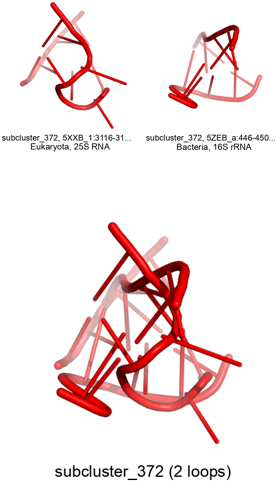 subcluster_372, 5XXB_1:3116-31...
Eukaryota, 25S RNA
subcluster_372, 5ZEB_a:446-450...
Bacteria, 16S rRNA
subcluster_372 (2 loops)